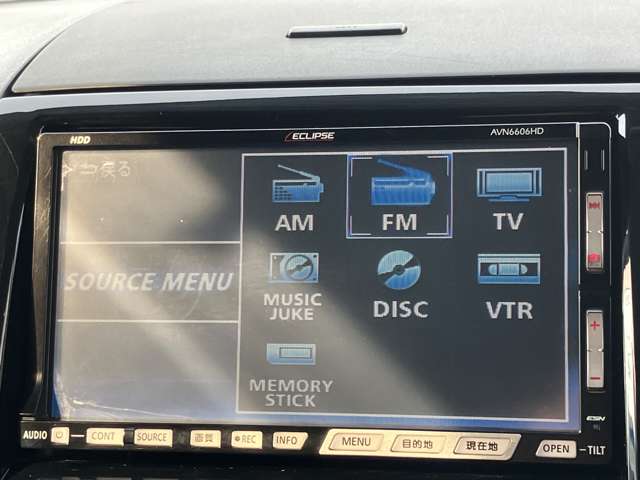 HDD
ECLIPSE
AVN6606HD
戻る
AM
FM
TV
SOURCE MENU
MUSIC
JUKE
DISC
VTR
MEMORY
STICK
ESN
AUDIO
CONT
SOURCE
画質
●REC
INFO
MENU
目的地
現在地
OPEN
TILT